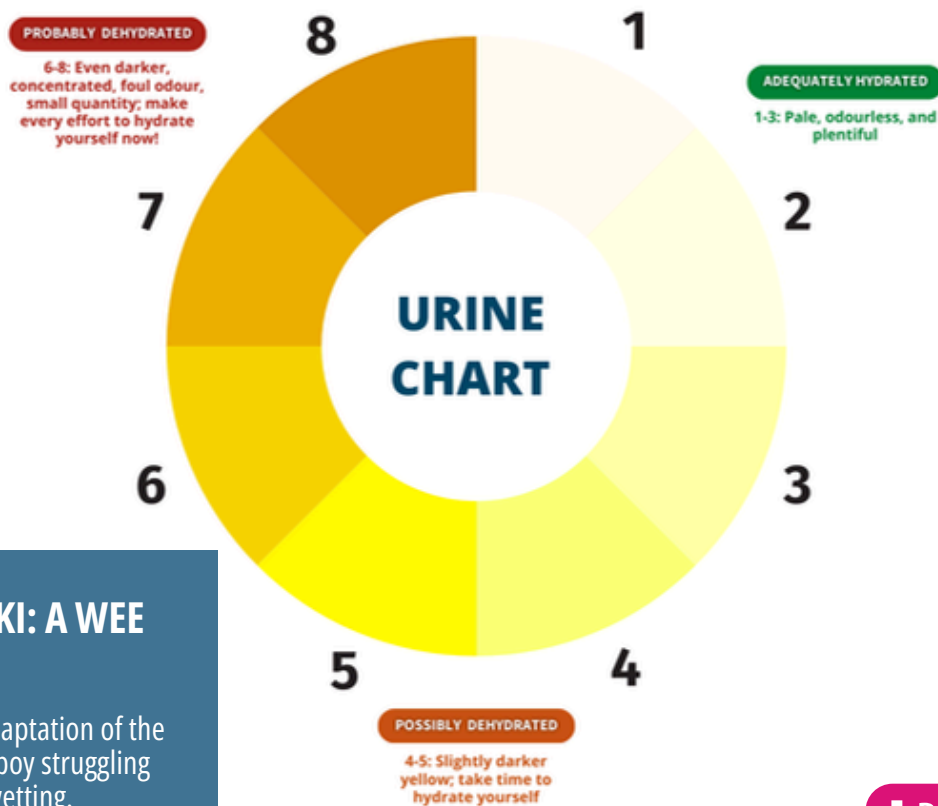 PROBABLY DEHYDRATED
6-8: Even darker,
concentrated, foul odour,
small quantity; make
every effort to hydrate
yourself now!
8
1
ADEQUATELY HYDRATED
1-3: Pale, odourless, and
plentiful
7
2
URINE
CHART
6
3
5
4
POSSIBLY DEHYDRATED
4-5: Slightly darker
yellow; take time to
hydrate yourself
KI: A WEE
aptation of the
boy struggling
etting.